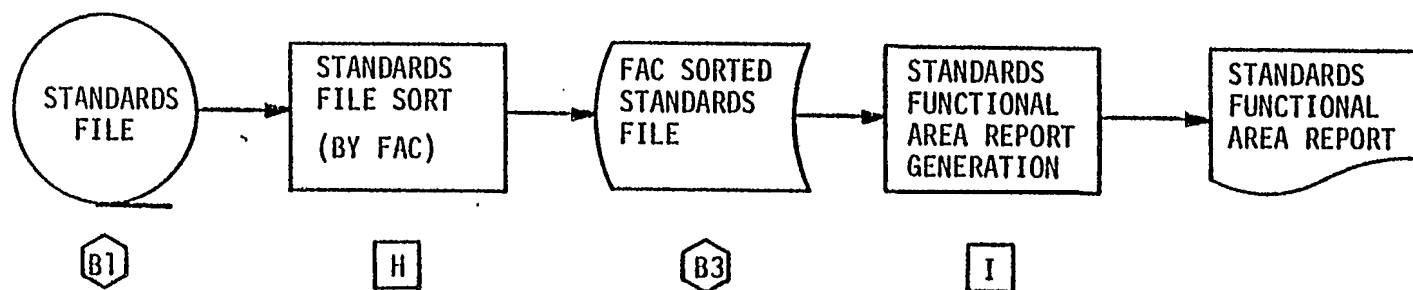 STANDARDS
FILE
STANDARDS
FILE SORT
(BY FAC)
FAC SORTED
STANDARDS
FILE
STANDARDS
FUNCTIONAL
AREA REPORT
GENERATION
STANDARDS
FUNCTIONAL
AREA REPORT
B1
H
B3
I